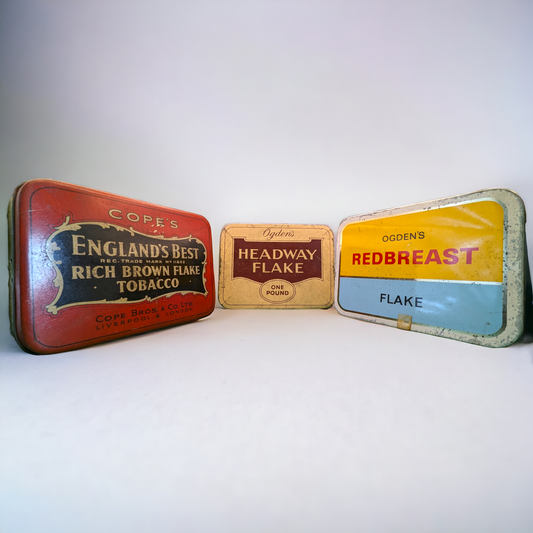 COPE'S
ENGLAND'S BEST
REG. TRADE MARK
RICH BROWN FLAKE
TOBACCO
COPE BROS. & CO LTD
LIVERPOOL & LONDON
Ogden's
HEADWAY
FLAKE
ONE
POUND
OGDEN'S
REDBREAST
FLAKE